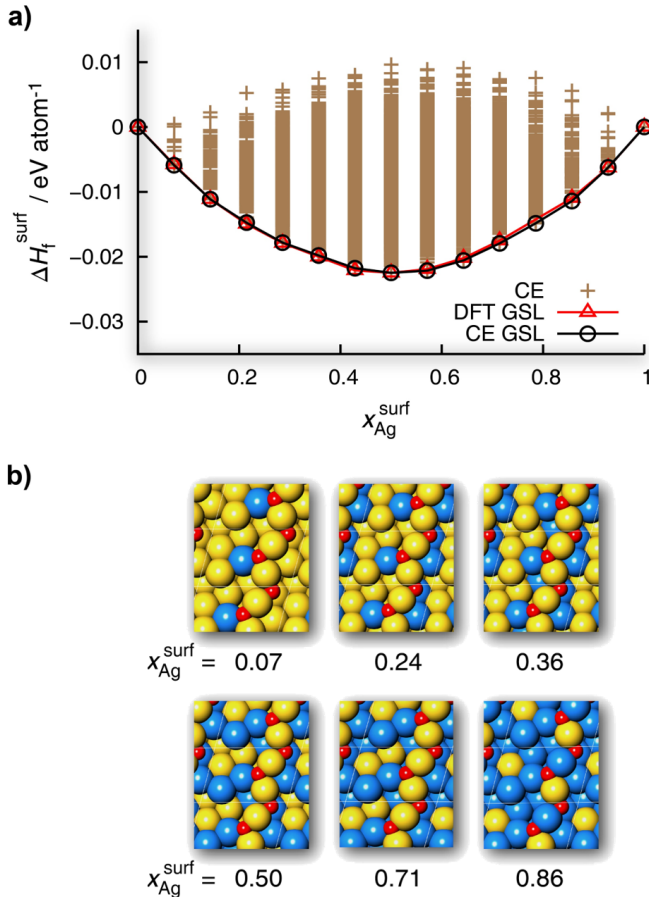 a)
0.01
0
−0.01
−0.02
−0.03
ΔH_f^surf / eV atom⁻¹
CE
DFT GSL
CE GSL
0 0.2 0.4 0.6 0.8 1
x_Ag^surf
b)
x_Ag^surf = 0.07 0.24 0.36
x_Ag^surf = 0.50 0.71 0.86